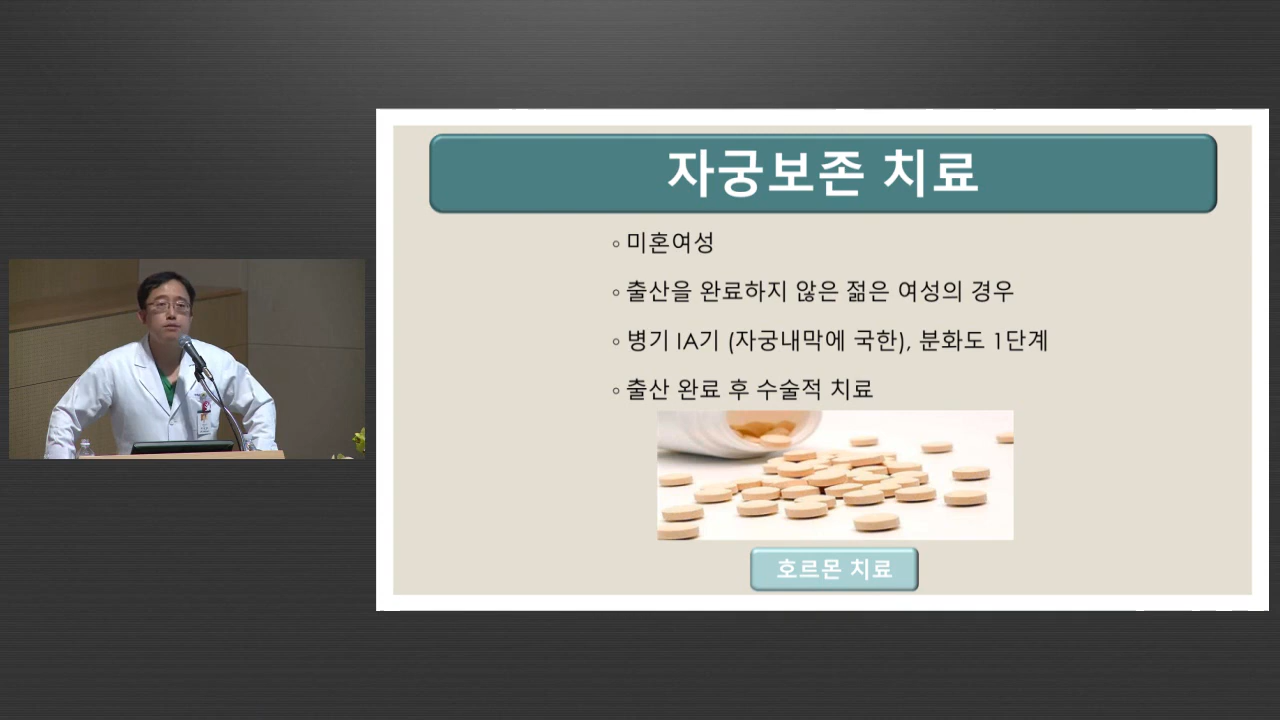 자궁보존 치료
◦ 미혼여성
◦ 출산을 완료하지 않은 젊은 여성의 경우
◦ 병기 IA기 (자궁내막에 국한), 분화도 1단계
◦ 출산 완료 후 수술적 치료
호르몬 치료